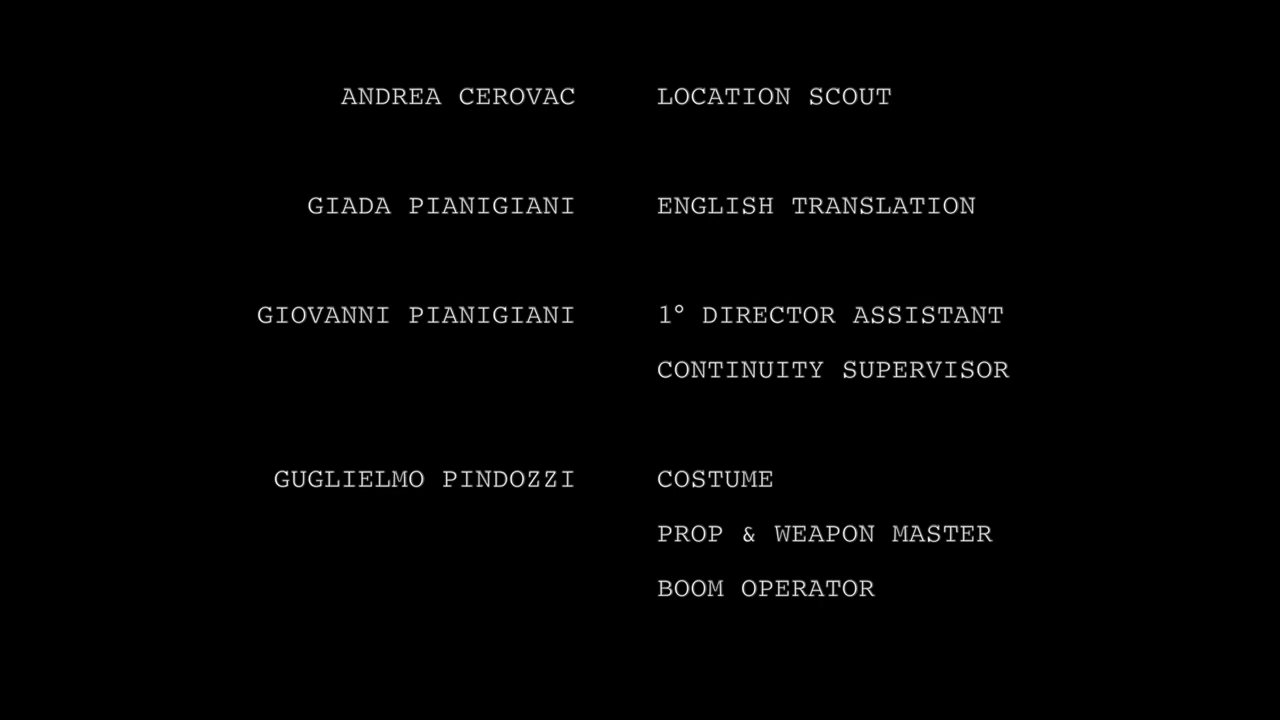 ANDREA CEROVAC LOCATION SCOUT
GIADA PIANIGIANI ENGLISH TRANSLATION
GIOVANNI PIANIGIANI 1° DIRECTOR ASSISTANT
CONTINUITY SUPERVISOR
GUGLIELMO PINDOZZI COSTUME
PROP & WEAPON MASTER
BOOM OPERATOR